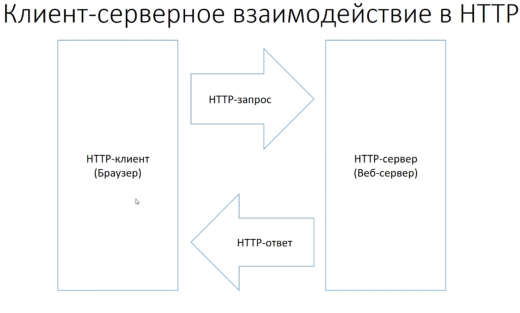 Клиент-серверное взаимодействие в HTTP
HTTP-запрос
HTTP-клиент
(Браузер)
HTTP-сервер
(Веб-сервер)
HTTP-ответ